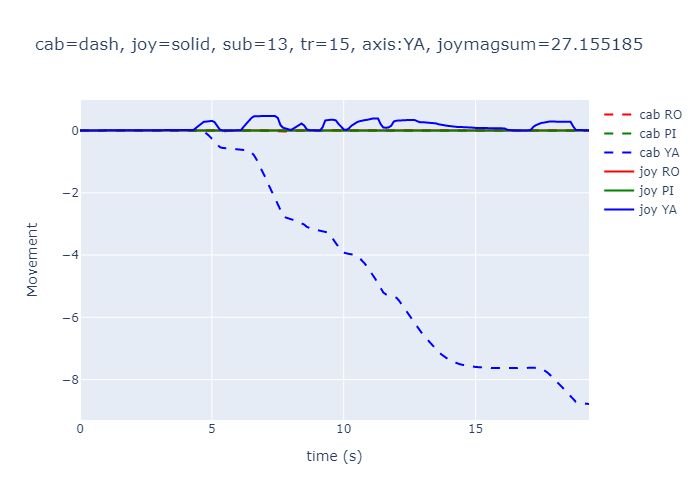 cab=dash, joy=solid, sub=13, tr=15, axis:YA, joymagsum=27.155185
cab RO
cab PI
cab YA
joy RO
joy PI
joy YA
Movement
0
−2
−4
−6
−8
0 5 10 15
time (s)